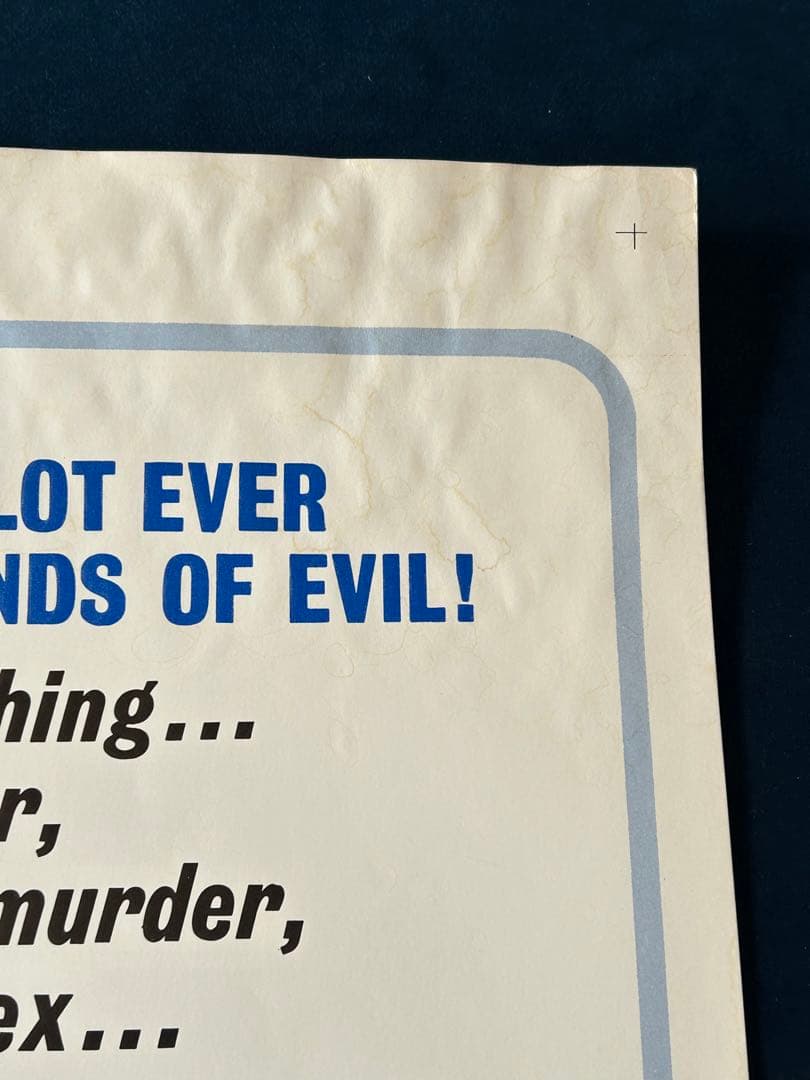 LOT EVER
NDS OF EVIL!
hing...
r,
murder,
ex...